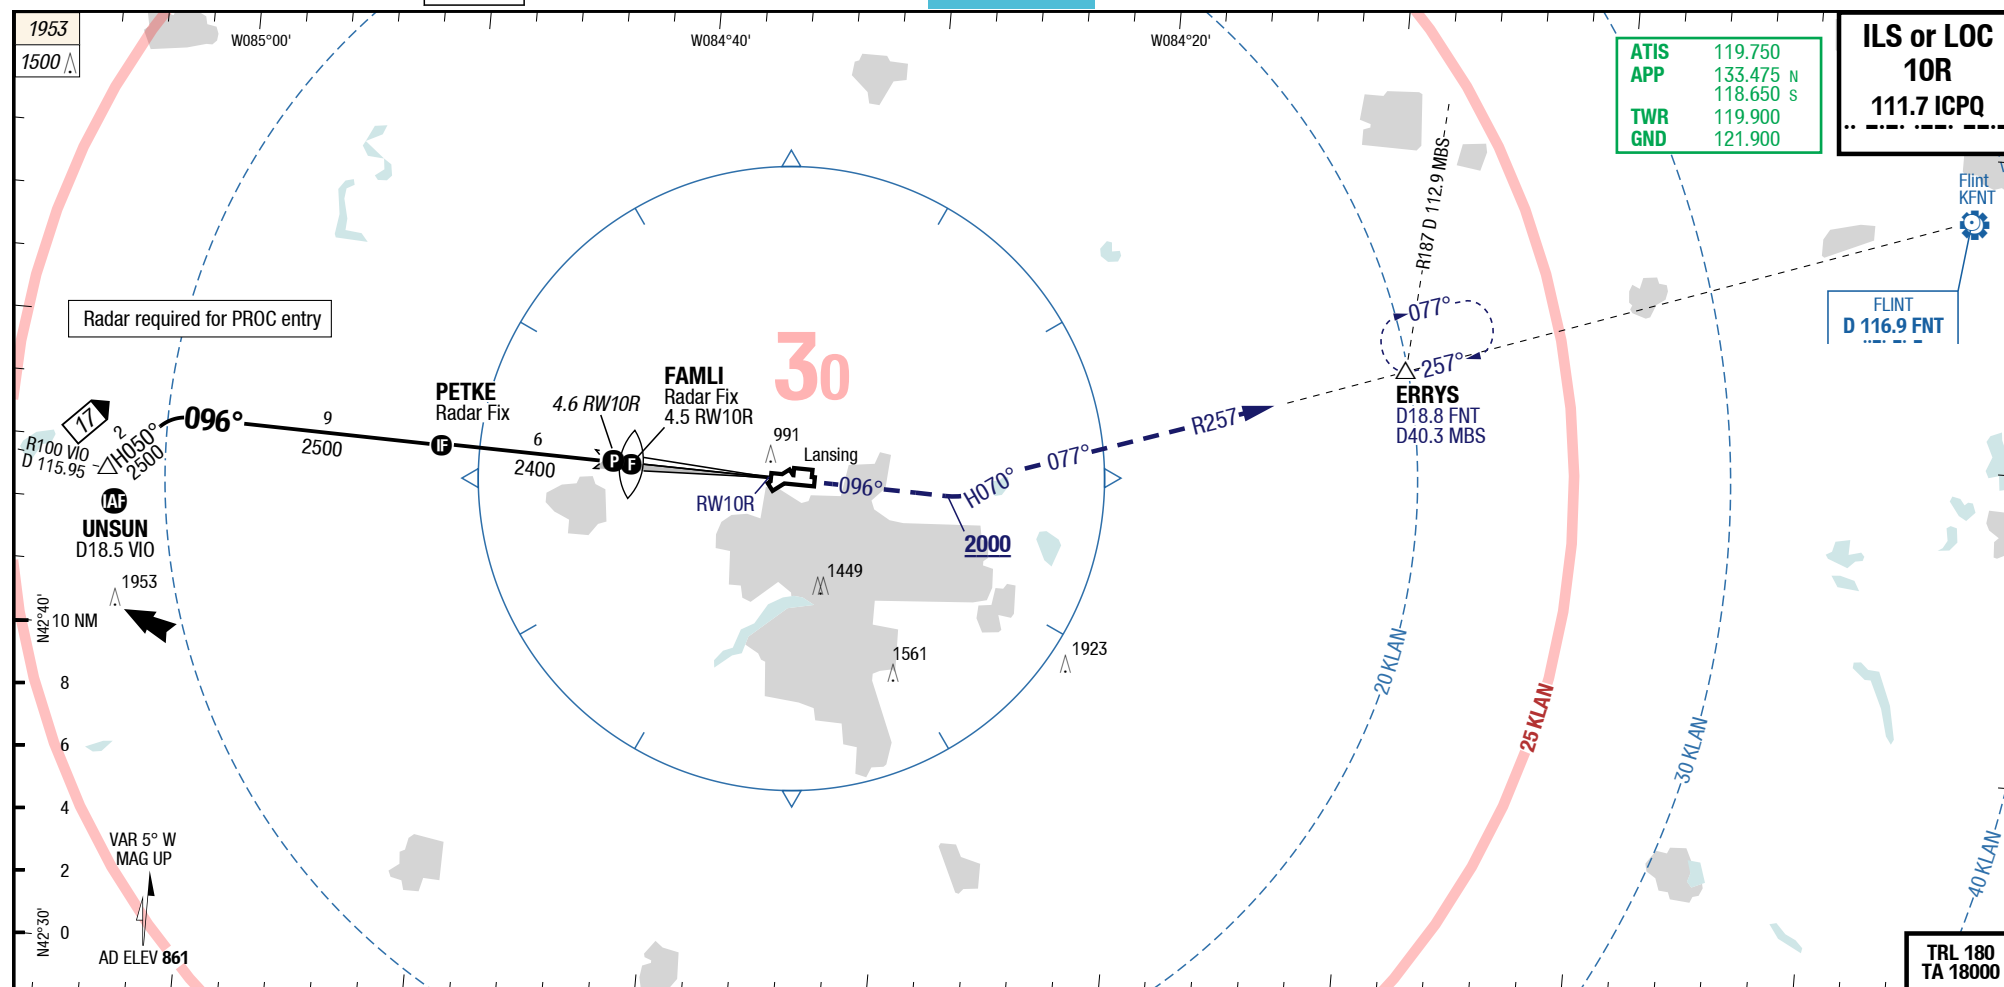 1953
1500
W085°00'
W084°40'
W084°20'
ATIS 119.750
APP 133.475 N
118.650 S
TWR 119.900
GND 121.900
ILS or LOC
10R
111.7 ICPQ
Flint
KFNT
FLINT
D 116.9 FNT
R187 D 112.9 MBS
Radar required for PROC entry
30
077°
257°
ERRYS
D18.8 FNT
D40.3 MBS
PETKE
Radar Fix
4.6 RW10R
FAMLI
Radar Fix
4.5 RW10R
17
2
H050°
2500
R100 VIO
D 115.95
096°
9
2500
IF
6
2400
P
F
991
Lansing
RW10R
096°
H070°
077°
R257
2000
IAF
UNSUN
D18.5 VIO
1953
1449
1561
1923
N42°40'
10 NM
8
6
4
2
0
N42°30'
20 KLAN
25 KLAN
30 KLAN
40 KLAN
VAR 5° W
MAG UP
AD ELEV 861
TRL 180
TA 18000